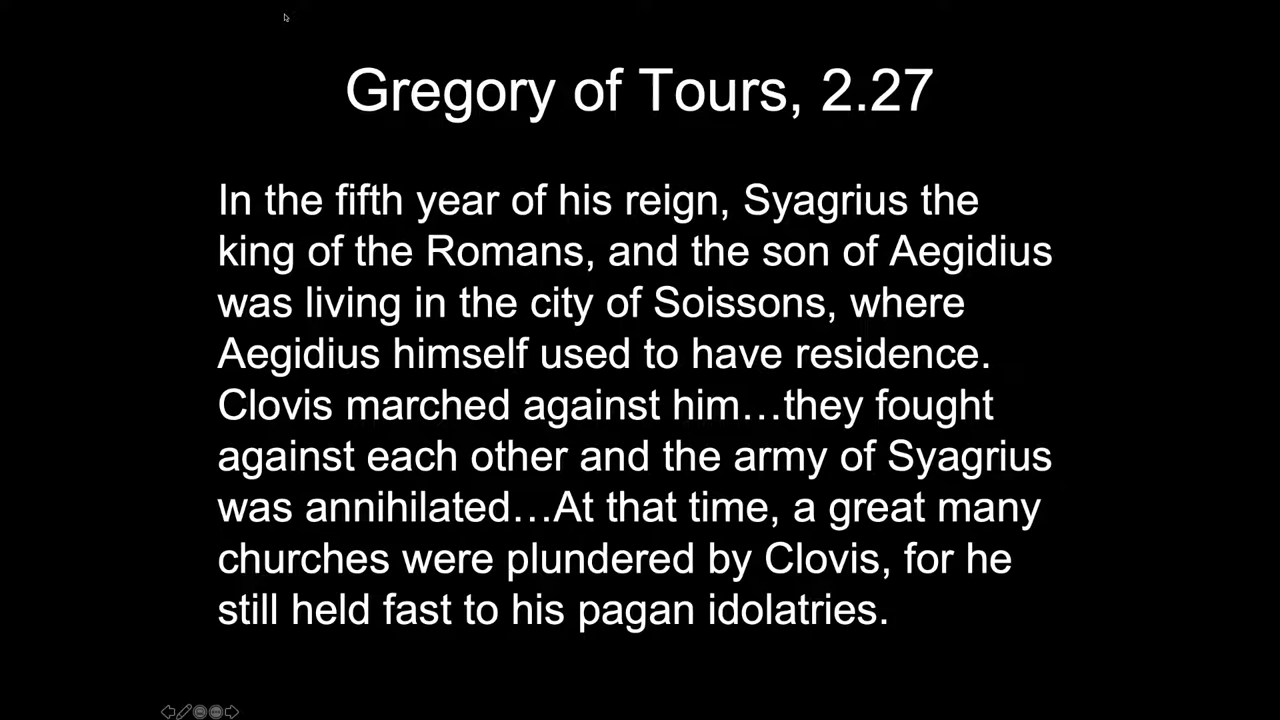 Gregory of Tours, 2.27
In the fifth year of his reign, Syagrius the
king of the Romans, and the son of Aegidius
was living in the city of Soissons, where
Aegidius himself used to have residence.
Clovis marched against him…they fought
against each other and the army of Syagrius
was annihilated…At that time, a great many
churches were plundered by Clovis, for he
still held fast to his pagan idolatries.